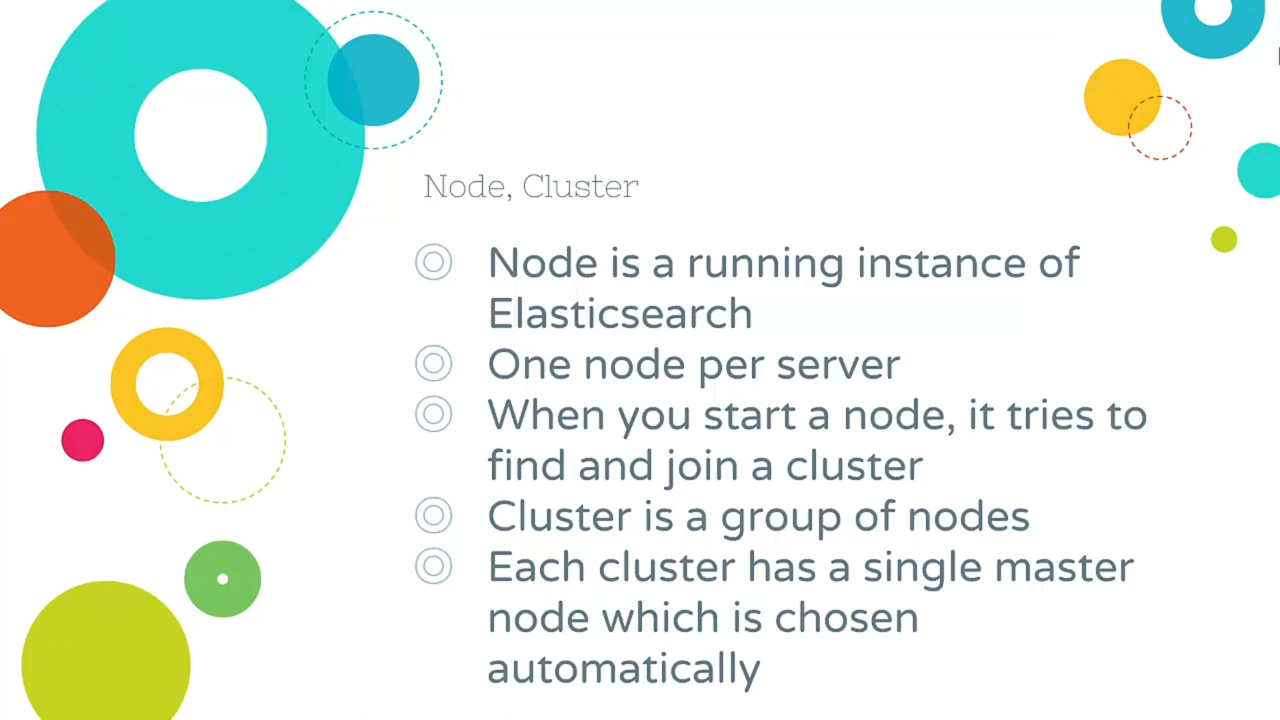 Node, Cluster
Node is a running instance of
Elasticsearch
One node per server
When you start a node, it tries to
find and join a cluster
Cluster is a group of nodes
Each cluster has a single master
node which is chosen
automatically